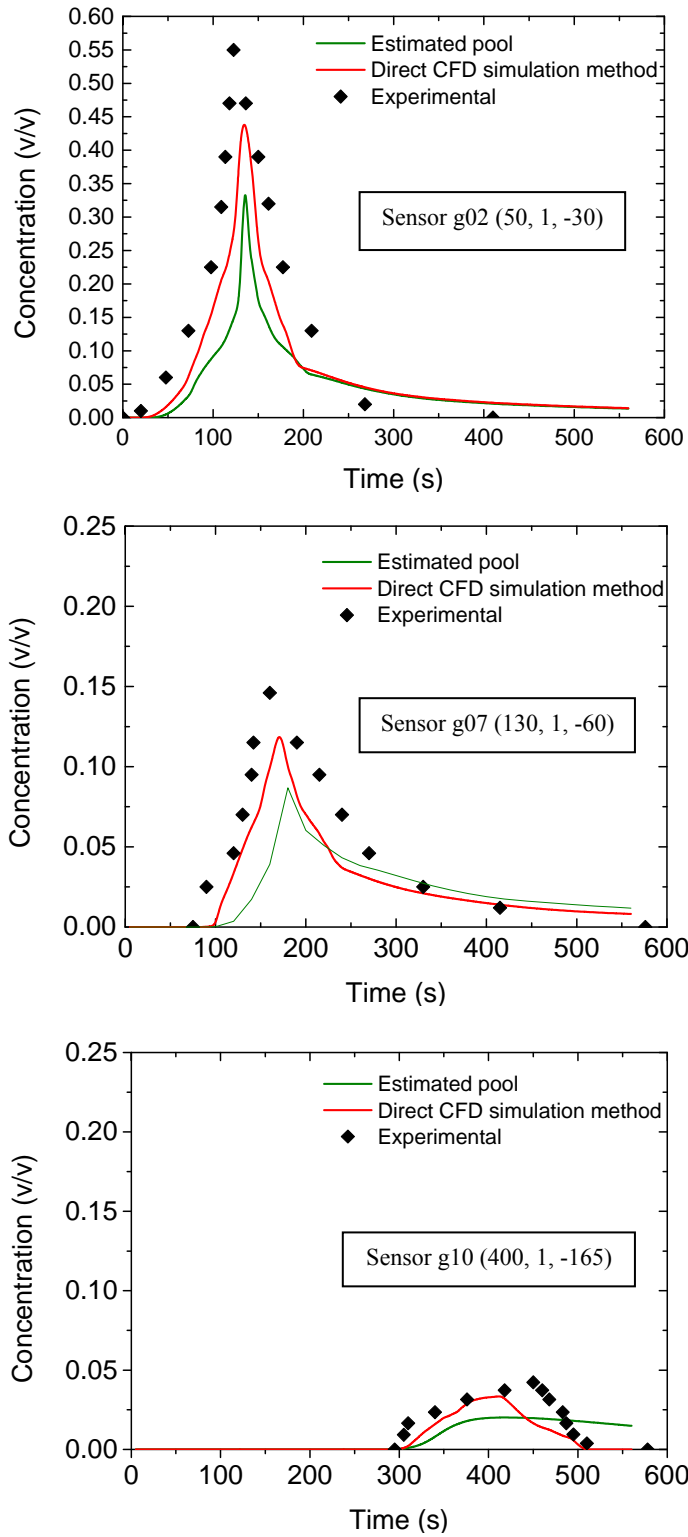 0.60
0.55
0.50
0.45
0.40
0.35
0.30
0.25
0.20
0.15
0.10
0.05
0.00
Concentration (v/v)
Estimated pool
Direct CFD simulation method
Experimental
Sensor g02 (50, 1, -30)
0 100 200 300 400 500 600
Time (s)
0.25
0.20
0.15
0.10
0.05
0.00
Concentration (v/v)
Estimated pool
Direct CFD simulation method
Experimental
Sensor g07 (130, 1, -60)
0 100 200 300 400 500 600
Time (s)
0.25
0.20
0.15
0.10
0.05
0.00
Concentration (v/v)
Estimated pool
Direct CFD simulation method
Experimental
Sensor g10 (400, 1, -165)
0 100 200 300 400 500 600
Time (s)